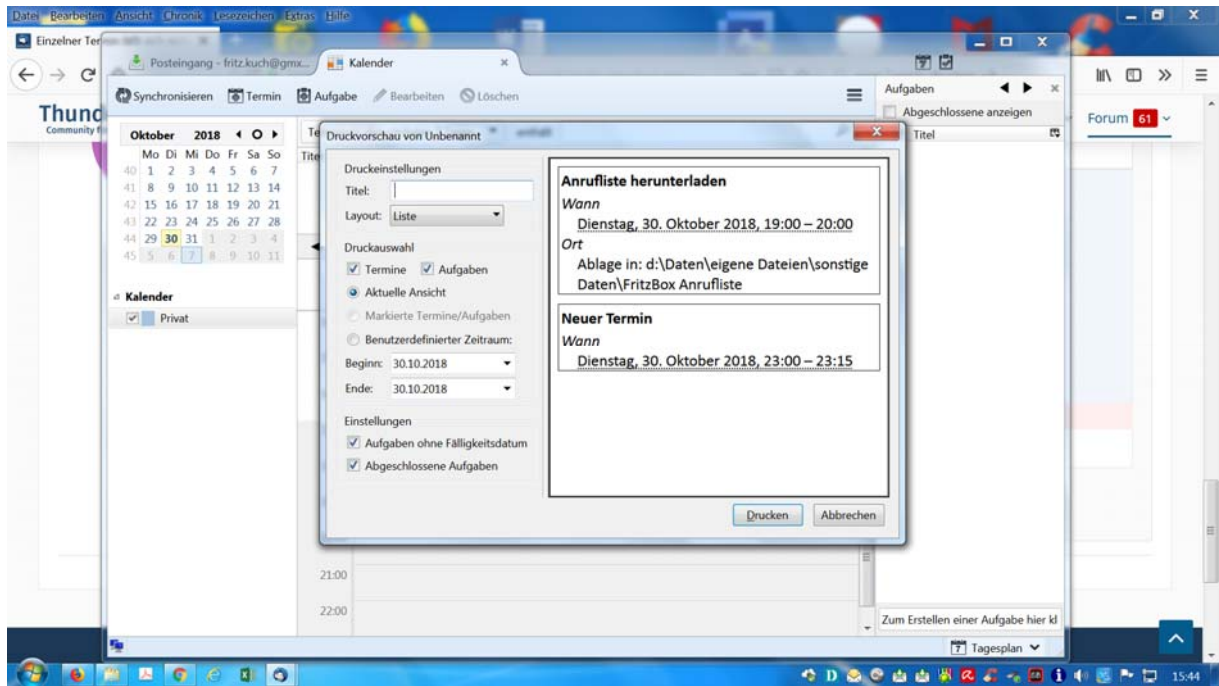 Datei Bearbeiten Ansicht Chronik Lesezeichen Extras Hilfe
Einzelner Ter
Posteingang - fritz.kuch@gmx...
Kalender
Synchronisieren Termin Aufgabe Bearbeiten Löschen
Aufgaben
Abgeschlossene anzeigen
Titel
Thund
Community f
Forum 61
Oktober 2018
Mo Di Mi Do Fr Sa So
40 1 2 3 4 5 6 7
41 8 9 10 11 12 13 14
42 15 16 17 18 19 20 21
43 22 23 24 25 26 27 28
44 29 30 31 1 2 3 4
45 5 6 7 8 9 10 11
Kalender
Privat
Te
Tite
Druckvorschau von Unbenannt
Druckeinstellungen
Titel:
Layout: Liste
Druckauswahl
Termine Aufgaben
Aktuelle Ansicht
Markierte Termine/Aufgaben
Benutzerdefinierter Zeitraum:
Beginn: 30.10.2018
Ende: 30.10.2018
Einstellungen
Aufgaben ohne Fälligkeitsdatum
Abgeschlossene Aufgaben
Anrufliste herunterladen
Wann
Dienstag, 30. Oktober 2018, 19:00 – 20:00
Ort
Ablage in: d:\Daten\eigene Dateien\sonstige
Daten\FritzBox Anrufliste
Neuer Termin
Wann
Dienstag, 30. Oktober 2018, 23:00 – 23:15
Drucken Abbrechen
21:00
22:00
Zum Erstellen einer Aufgabe hier kl
7 Tagesplan
15:44